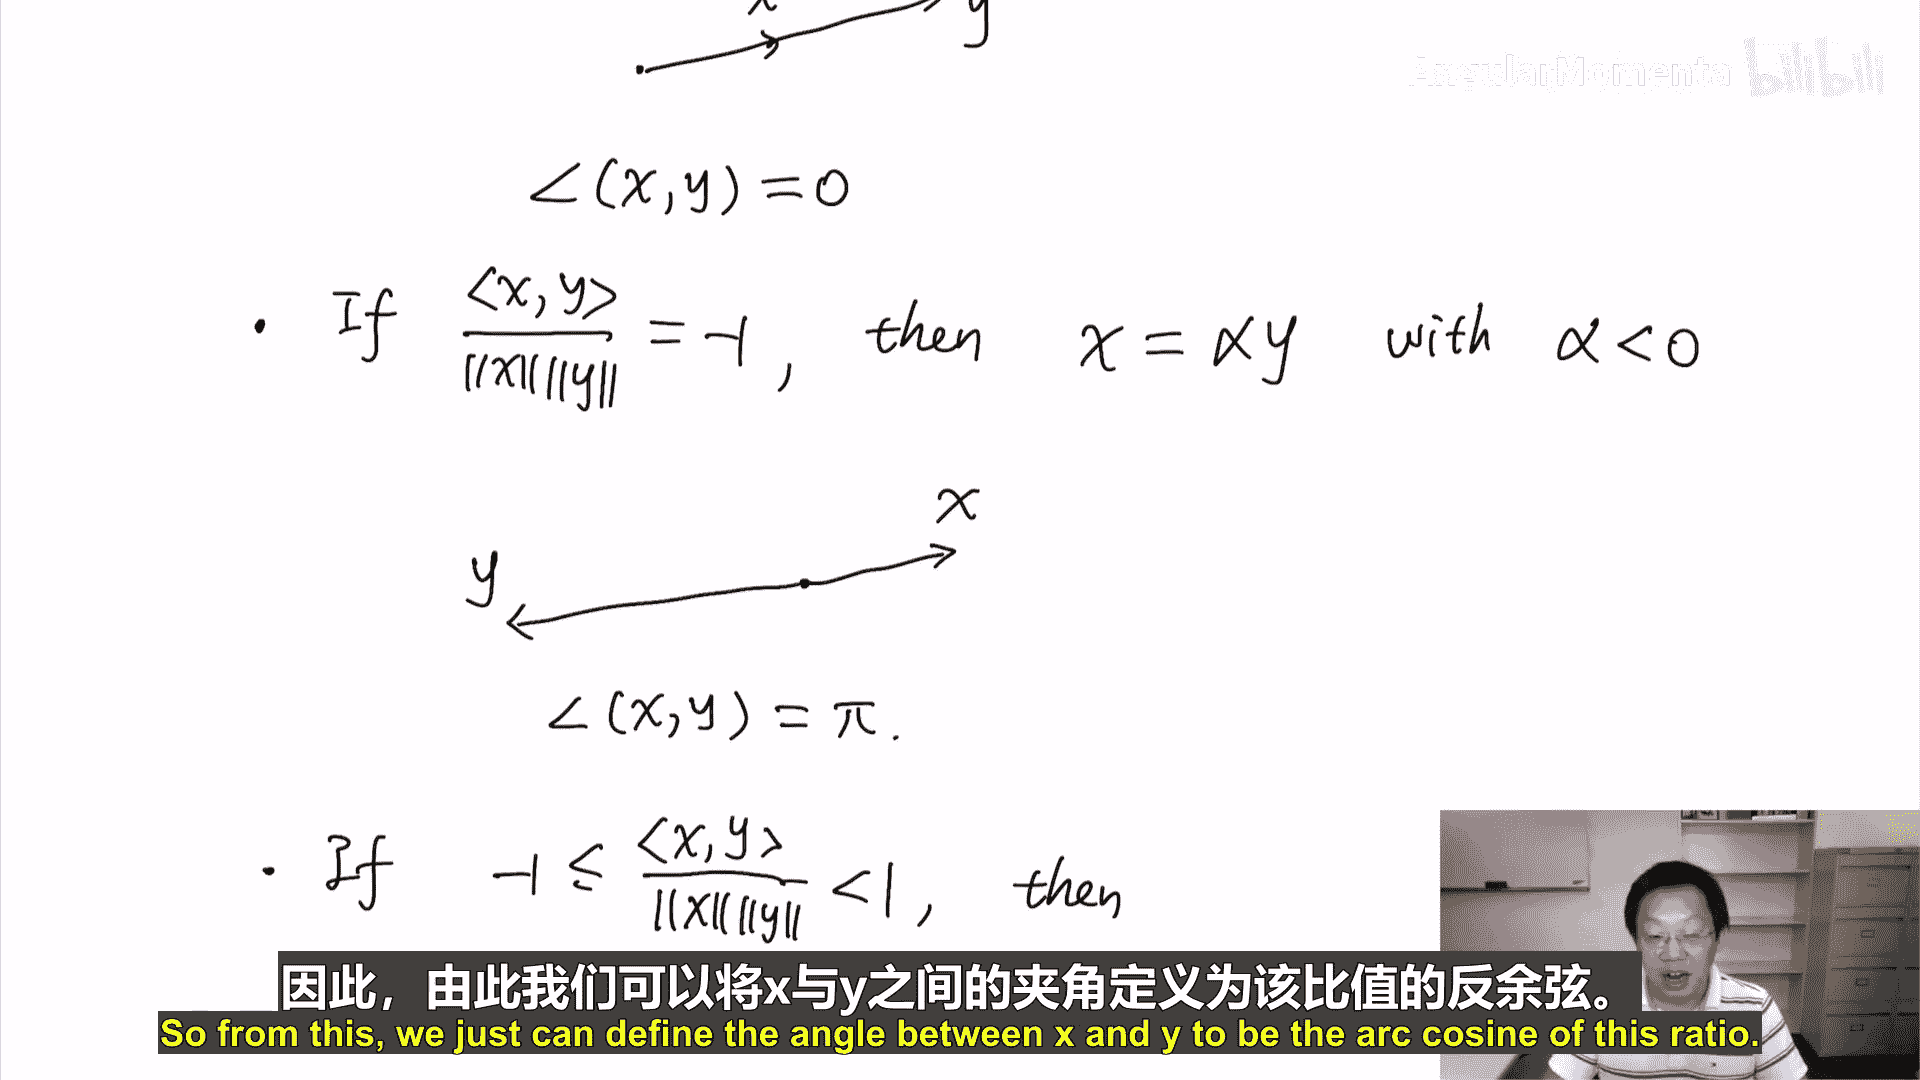 x y
∠(x,y)=0
AngularMomenta bilibili
· If <x,y>/||x|| ||y|| = -1, then x = αy with α<0
x
y
∠(x,y) = π.
· If -1 ≤ <x,y>/||x|| ||y|| < 1, then
因此，由此我们可以将x与y之间的夹角定义为该比值的反余弦。
So from this, we just can define the angle between x and y to be the arc cosine of this ratio.